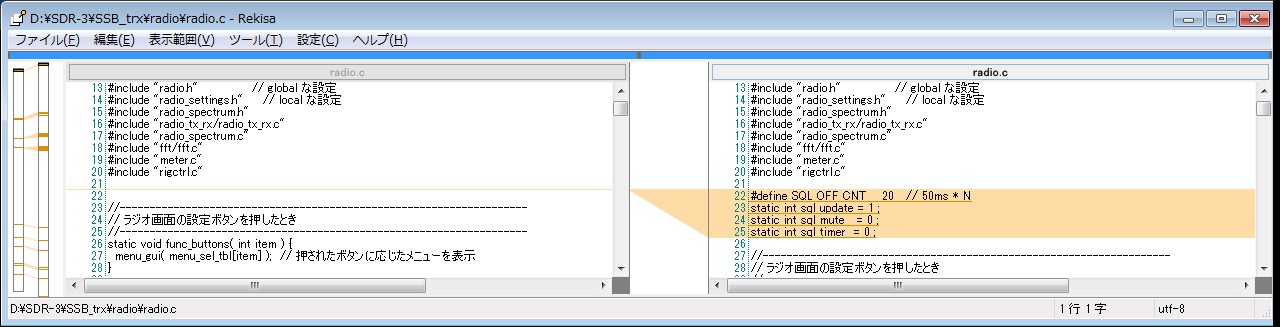 D:¥SDR-3¥SSB_trx¥radio¥radio.c - Rekisa
ファイル(F) 編集(E) 表示範囲(V) ツール(T) 設定(C) ヘルプ(H)
radio.c
13 #include "radio.h" // global な設定
14 #include "radio_settings.h" // local な設定
15 #include "radio_spectrum.h"
16 #include "radio_tx_rx/radio_tx_rx.c"
17 #include "radio_spectrum.c"
18 #include "fft/fft.c"
19 #include "meter.c"
20 #include "rigctrl.c"
21
22
23 //--------------------------------------------------------------------------
24 // ラジオ画面の設定ボタンを押したとき
25 //--------------------------------------------------------------------------
26 static void func_buttons( int item ) {
27 menu_gui( menu_sel_tbl[item] ); // 押されたボタンに応じたメニューを表示
28 }
radio.c
13 #include "radio.h" // global な設定
14 #include "radio_settings.h" // local な設定
15 #include "radio_spectrum.h"
16 #include "radio_tx_rx/radio_tx_rx.c"
17 #include "radio_spectrum.c"
18 #include "fft/fft.c"
19 #include "meter.c"
20 #include "rigctrl.c"
21
22 #define SQL_OFF_CNT 20 // 50ms * N
23 static int sql_update = 1 ;
24 static int sql_mute = 0 ;
25 static int sql_timer = 0 ;
26
27 //--------------------------------------------------------------------------
28 // ラジオ画面の設定ボタンを押したとき
D:¥SDR-3¥SSB_trx¥radio¥radio.c 1 行 1 字 utf-8